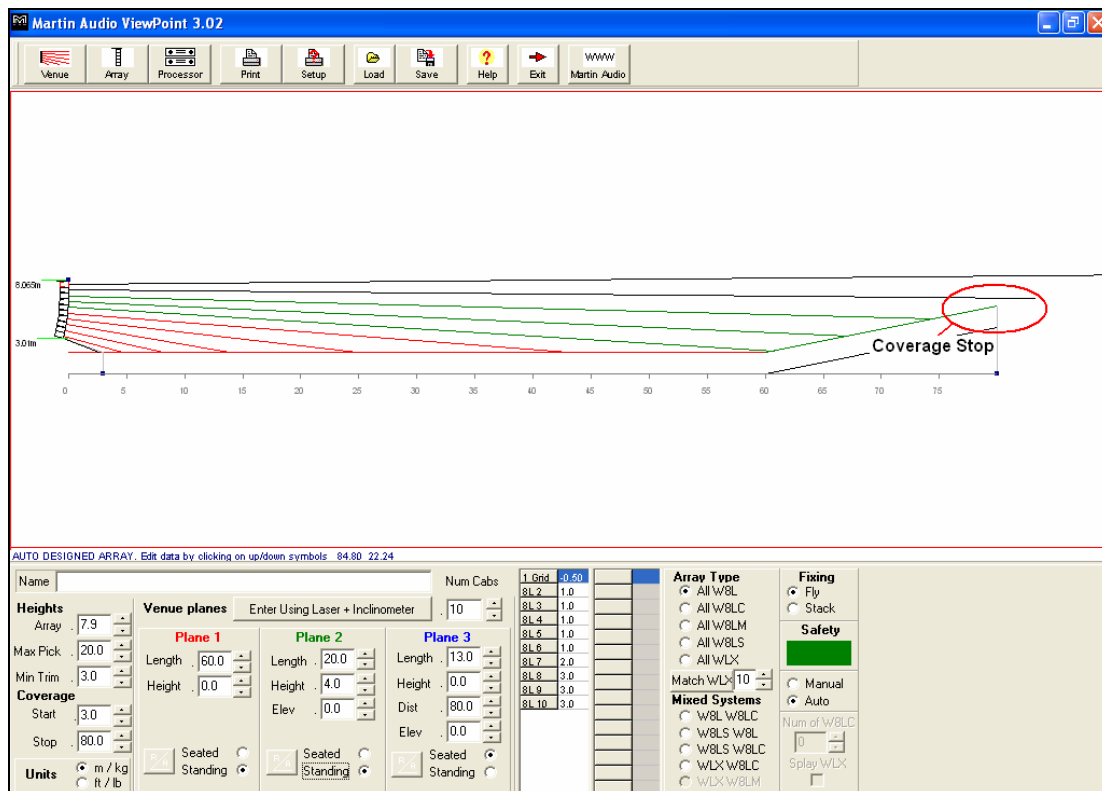 Martin Audio ViewPoint 3.02
Venue Array Processor Print Setup Load Save Help Exit Martin Audio
WWW
8.065m
3.01m
Coverage Stop
0 5 10 15 20 25 30 35 40 45 50 55 60 65 70 75
AUTO DESIGNED ARRAY. Edit data by clicking on up/down symbols 84.80 22.24
Name
Num Cabs
10
Heights
Array . 7.9
Max Pick . 20.0
Min Trim . 3.0
Coverage
Start . 3.0
Stop . 80.0
Units
m / kg
ft / lb
Venue planes
Enter Using Laser + Inclinometer
Plane 1
Length . 60.0
Height . 0.0
R/H
Seated
Standing
Plane 2
Length . 20.0
Height . 4.0
Elev . 0.0
R/H
Seated
Standing
Plane 3
Length . 13.0
Height . 0.0
Dist . 80.0
Elev . 0.0
R/H
Seated
Standing
1 Grid -0.50
8L 2 1.0
8L 3 1.0
8L 4 1.0
8L 5 1.0
8L 6 1.0
8L 7 2.0
8L 8 3.0
8L 9 3.0
8L 10 3.0
Array Type
All W8L
All W8LC
All W8LM
All W8LS
All WLX
Match WLX 10
Mixed Systems
W8L W8LC
W8LS W8L
W8LS W8LC
WLX W8LC
WLX W8LM
Fixing
Fly
Stack
Safety
Manual
Auto
Num of W8LC
0
Splay WLX